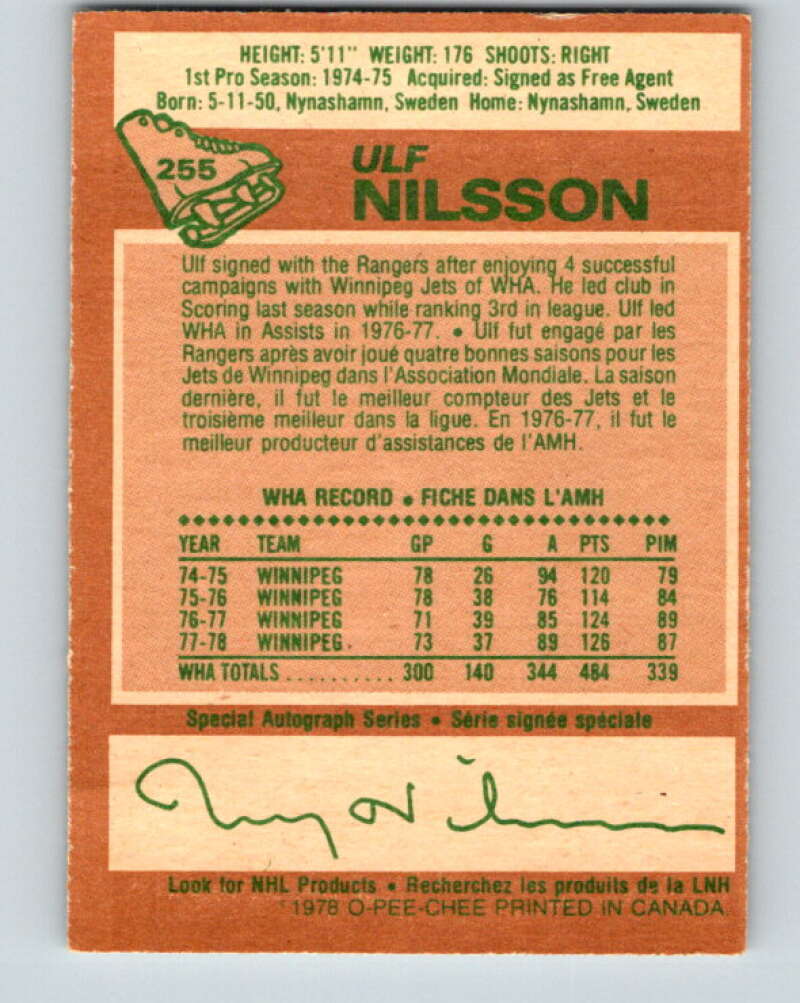 HEIGHT: 5'11" WEIGHT: 176 SHOOTS: RIGHT
1st Pro Season: 1974-75 Acquired: Signed as Free Agent
Born: 5-11-50, Nynashamn, Sweden Home: Nynashamn, Sweden
255
ULF
NILSSON
Ulf signed with the Rangers after enjoying 4 successful
campaigns with Winnipeg Jets of WHA. He led club in
Scoring last season while ranking 3rd in league. Ulf led
WHA in Assists in 1976-77. • Ulf fut engagé par les
Rangers après avoir joué quatre bonnes saisons pour les
Jets de Winnipeg dans l'Association Mondiale. La saison
dernière, il fut le meilleur compteur des Jets et le
troisième meilleur dans la ligue. En 1976-77, il fut le
meilleur producteur d'assistances de l'AMH.
WHA RECORD • FICHE DANS L'AMH
YEAR TEAM GP G A PTS PIM
74-75 WINNIPEG 78 26 94 120 79
75-76 WINNIPEG 78 38 76 114 84
76-77 WINNIPEG 71 39 85 124 89
77-78 WINNIPEG 73 37 89 126 87
WHA TOTALS .......... 300 140 344 484 339
Special Autograph Series • Série signée spéciale
Look for NHL Products • Recherchez les produits de la LNH
1978 O-PEE-CHEE PRINTED IN CANADA